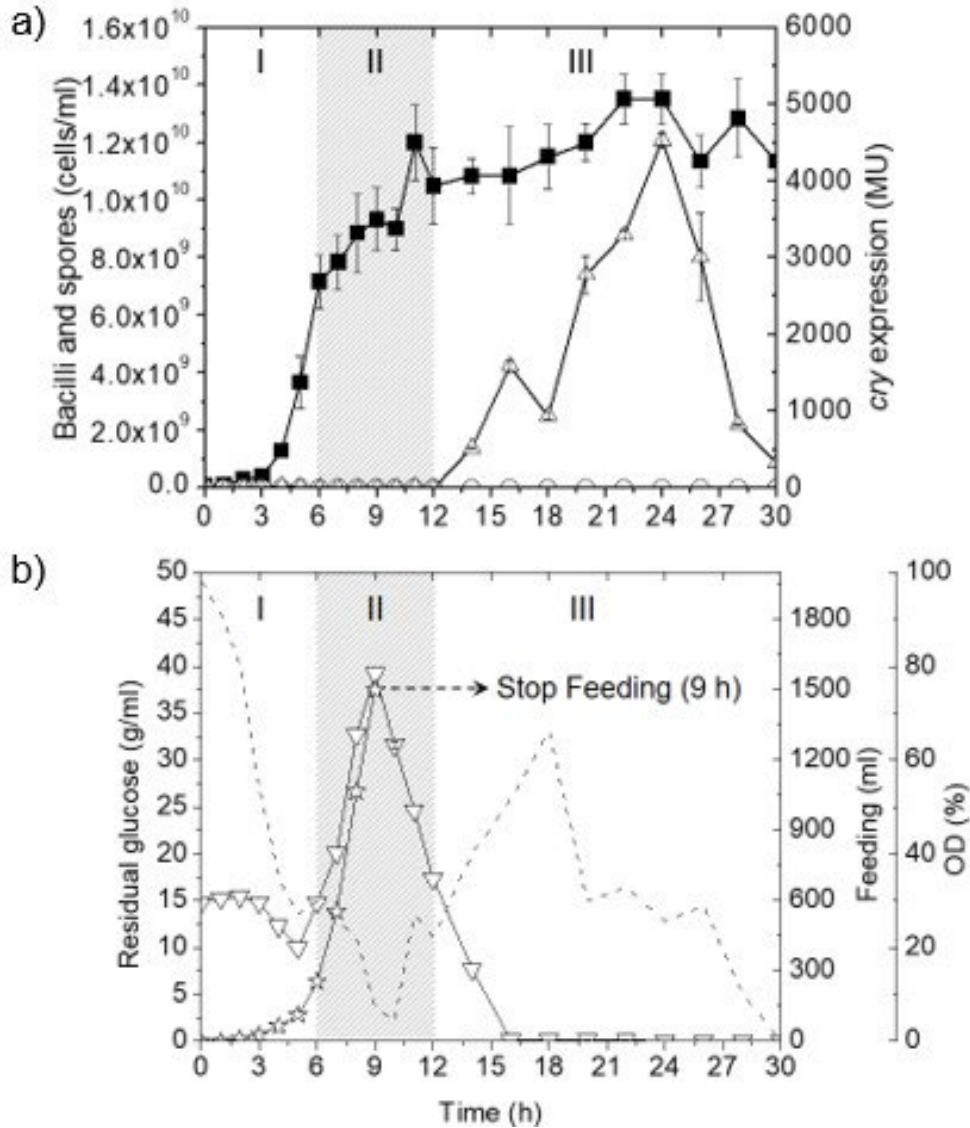 a)
1.6x10^10
1.4x10^10
1.2x10^10
1.0x10^10
8.0x10^9
6.0x10^9
4.0x10^9
2.0x10^9
0.0
Bacilli and spores (cells/ml)
I II III
6000
5000
4000
3000
2000
1000
0
cry expression (MU)
0 3 6 9 12 15 18 21 24 27 30
b)
50
45
40
35
30
25
20
15
10
5
0
Residual glucose (g/ml)
I II III
Stop Feeding (9 h)
1800
1500
1200
900
600
300
0
Feeding (ml)
100
80
60
40
20
0
OD (%)
0 3 6 9 12 15 18 21 24 27 30
Time (h)